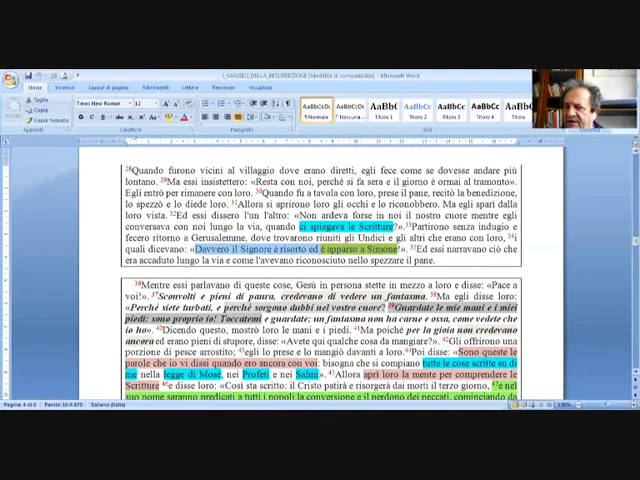 I_VANGELI_DELLA_RESURREZIONE [Modalità di compatibilità] - Microsoft Word
Home Inserisci Layout di pagina Riferimenti Lettere Revisione Visualizza
Incolla Taglia Copia Copia formato Appunti
Times New Roman 12
Carattere Paragrafo Stili
AaBbCcDc AaBbCcDc AaBbC AaBbCc AaBbC AaBbC AaBbCc
¶ Normale ¶ Nessuna... Titolo 1 Titolo 2 Titolo 3 Titolo 4 Titolo 5
28Quando furono vicini al villaggio dove erano diretti, egli fece come se dovesse andare più
lontano. 29Ma essi insistettero: «Resta con noi, perché si fa sera e il giorno è ormai al tramonto».
Egli entrò per rimanere con loro. 30Quando fu a tavola con loro, prese il pane, recitò la benedizione,
lo spezzò e lo diede loro. 31Allora si aprirono loro gli occhi e lo riconobbero. Ma egli sparì dalla
loro vista. 32Ed essi dissero l'un l'altro: «Non ardeva forse in noi il nostro cuore mentre egli
conversava con noi lungo la via, quando ci spiegava le Scritture?». 33Partirono senza indugio e
fecero ritorno a Gerusalemme, dove trovarono riuniti gli Undici e gli altri che erano con loro, 34i
quali dicevano: «Davvero il Signore è risorto ed è apparso a Simone!». 35Ed essi narravano ciò che
era accaduto lungo la via e come l'avevano riconosciuto nello spezzare il pane.
36Mentre essi parlavano di queste cose, Gesù in persona stette in mezzo a loro e disse: «Pace a
voi!». 37Sconvolti e pieni di paura, credevano di vedere un fantasma. 38Ma egli disse loro:
«Perché siete turbati, e perché sorgono dubbi nel vostro cuore? 39Guardate le mie mani e i miei
piedi: sono proprio io! Toccatemi e guardate; un fantasma non ha carne e ossa, come vedete che
io ho». 40Dicendo questo, mostrò loro le mani e i piedi. 41Ma poiché per la gioia non credevano
ancora ed erano pieni di stupore, disse: «Avete qui qualche cosa da mangiare?». 42Gli offrirono una
porzione di pesce arrostito; 43egli lo prese e lo mangiò davanti a loro. 44Poi disse: «Sono queste le
parole che io vi dissi quando ero ancora con voi: bisogna che si compiano tutte le cose scritte su di
me nella legge di Mosè, nei Profeti e nei Salmi». 45Allora aprì loro la mente per comprendere le
Scritture 46e disse loro: «Così sta scritto: il Cristo patirà e risorgerà dai morti il terzo giorno, 47e nel
suo nome saranno predicati a tutti i popoli la conversione e il perdono dei peccati, cominciando da
Italiano (Italia)